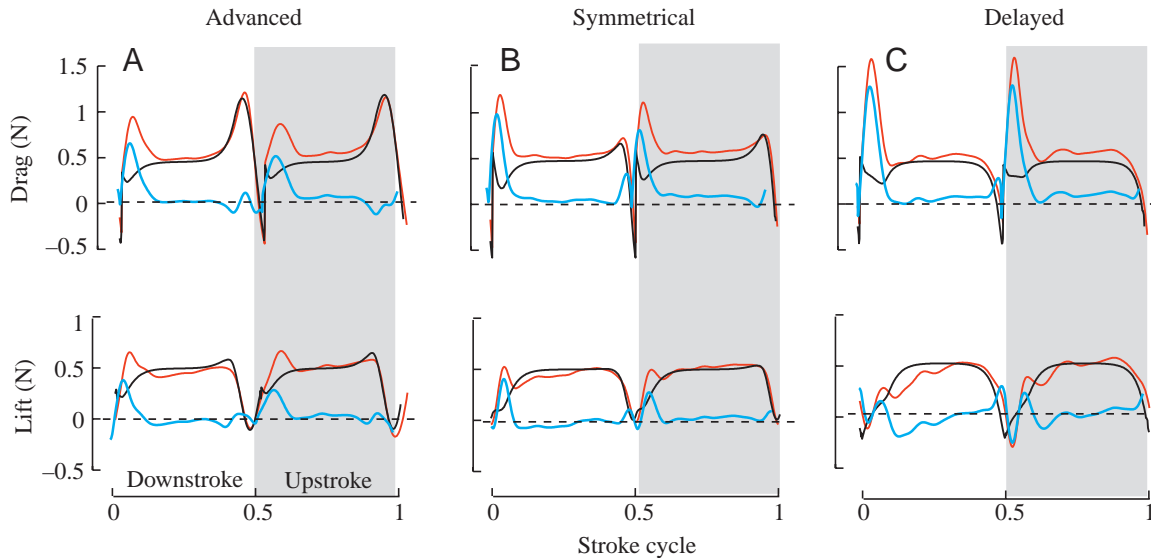 Advanced Symmetrical Delayed
A B C
Drag (N)
1.5
1
0.5
0
–0.5
Lift (N)
1
0.5
0
–0.5
Downstroke Upstroke
0 0.5 1 0 0.5 1 0 0.5 1
Stroke cycle